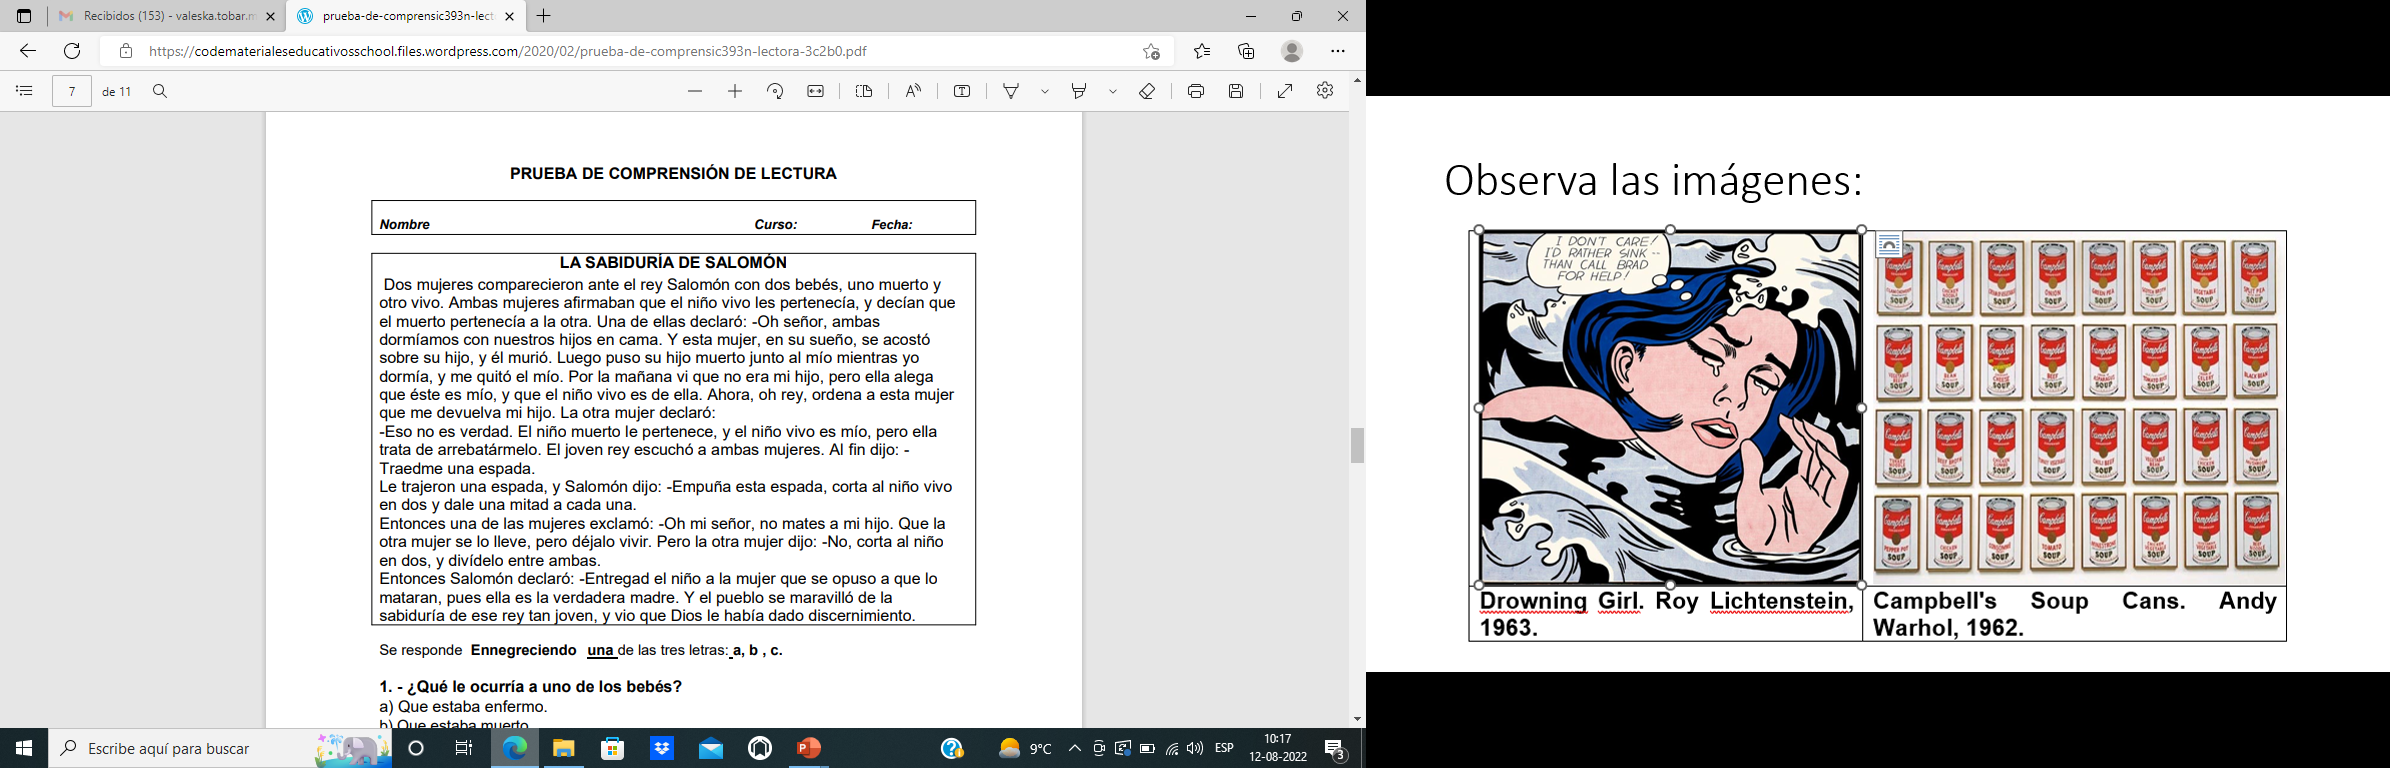 Recibidos (153) - valeska.tobar.m
prueba-de-comprensic393n-lect
https://codematerialeseducativosschool.files.wordpress.com/2020/02/prueba-de-comprensic393n-lectora-3c2b0.pdf
7 de 11
PRUEBA DE COMPRENSIÓN DE LECTURA
Nombre Curso: Fecha:
LA SABIDURÍA DE SALOMÓN
Dos mujeres comparecieron ante el rey Salomón con dos bebés, uno muerto y
otro vivo. Ambas mujeres afirmaban que el niño vivo les pertenecía, y decían que
el muerto pertenecía a la otra. Una de ellas declaró: -Oh señor, ambas
dormíamos con nuestros hijos en cama. Y esta mujer, en su sueño, se acostó
sobre su hijo, y él murió. Luego puso su hijo muerto junto al mío mientras yo
dormía, y me quitó el mío. Por la mañana vi que no era mi hijo, pero ella alega
que éste es mío, y que el niño vivo es de ella. Ahora, oh rey, ordena a esta mujer
que me devuelva mi hijo. La otra mujer declaró:
-Eso no es verdad. El niño muerto le pertenece, y el niño vivo es mío, pero ella
trata de arrebatármelo. El joven rey escuchó a ambas mujeres. Al fin dijo: -
Traedme una espada.
Le trajeron una espada, y Salomón dijo: -Empuña esta espada, corta al niño vivo
en dos y dale una mitad a cada una.
Entonces una de las mujeres exclamó: -Oh mi señor, no mates a mi hijo. Que la
otra mujer se lo lleve, pero déjalo vivir. Pero la otra mujer dijo: -No, corta al niño
en dos, y divídelo entre ambas.
Entonces Salomón declaró: -Entregad el niño a la mujer que se opuso a que lo
mataran, pues ella es la verdadera madre. Y el pueblo se maravilló de la
sabiduría de ese rey tan joven, y vio que Dios le había dado discernimiento.
Se responde Ennegreciendo una de las tres letras: a, b , c.
1. - ¿Qué le ocurría a uno de los bebés?
a) Que estaba enfermo.
b) Que estaba muerto.
Escribe aquí para buscar
9°C
ESP
10:17
12-08-2022
3
Observa las imágenes:
I DON'T CARE!
I'D RATHER SINK --
THAN CALL BRAD
FOR HELP!
Drowning Girl. Roy Lichtenstein,
1963.
Campbell's Soup Cans. Andy
Warhol, 1962.